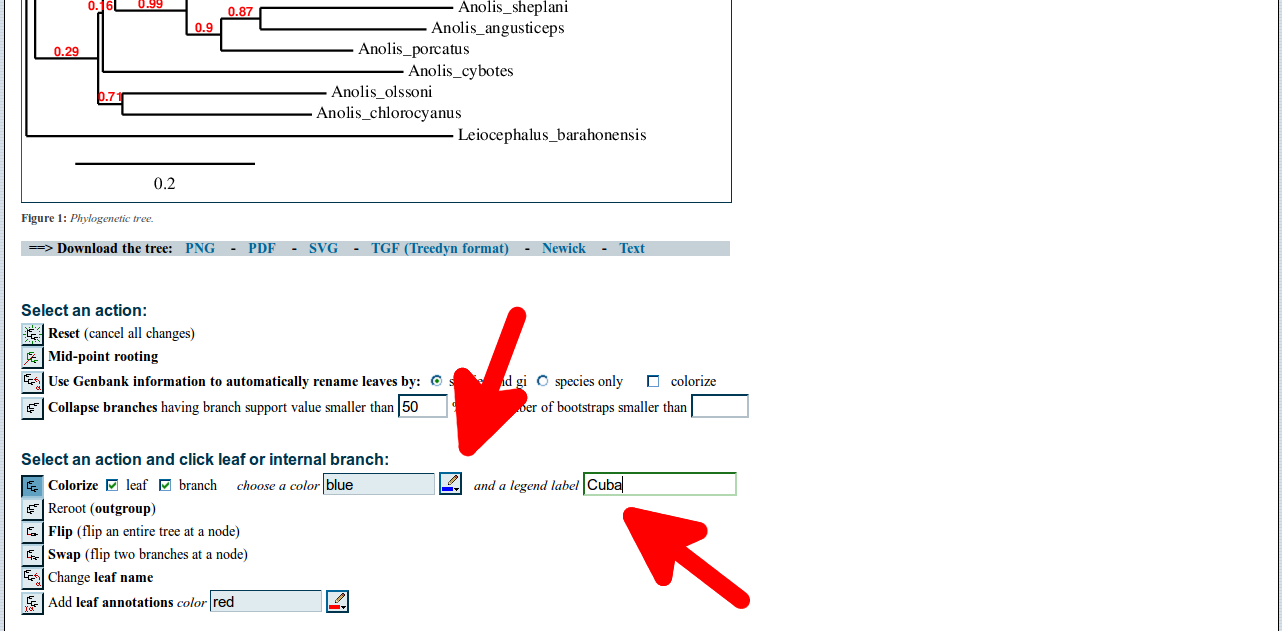 0.16 0.99 Anolis_sheplani
0.87
Anolis_angusticeps
0.9
Anolis_porcatus
0.29
Anolis_cybotes
Anolis_olssoni
0.71
Anolis_chlorocyanus
Leiocephalus_barahonensis
0.2
Figure 1: Phylogenetic tree.
==> Download the tree: PNG - PDF - SVG - TGF (Treedyn format) - Newick - Text
Select an action:
Reset (cancel all changes)
Mid-point rooting
Use Genbank information to automatically rename leaves by: gi species only colorize
Collapse branches having branch support value smaller than 50 of bootstraps smaller than
Select an action and click leaf or internal branch:
Colorize leaf branch choose a color blue and a legend label Cuba
Reroot (outgroup)
Flip (flip an entire tree at a node)
Swap (flip two branches at a node)
Change leaf name
Add leaf annotations color red